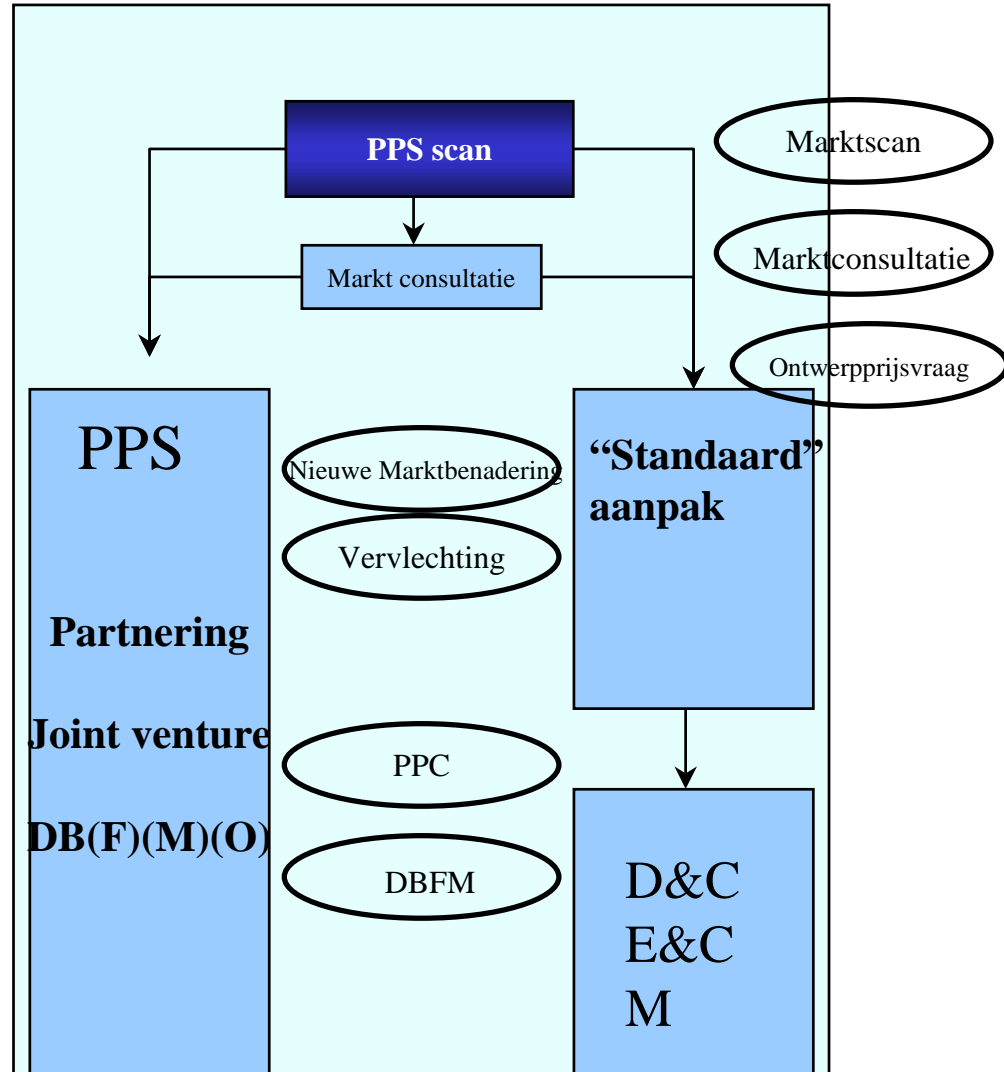 PPS scan
Marktscan
Markt consultatie
Marktconsultatie
Ontwerpprijsvraag
PPS
Partnering
Joint venture
DB(F)(M)(O)
Nieuwe Marktbenadering
Vervlechting
PPC
DBFM
“Standaard”
aanpak
D&C
E&C
M